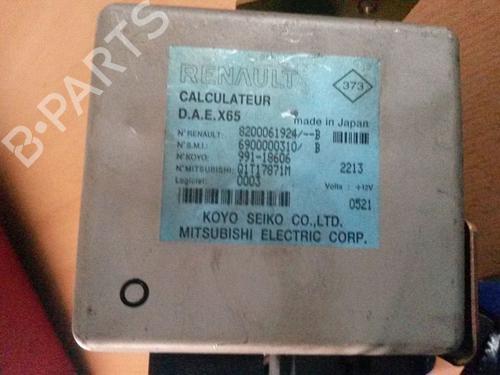 B-PARTS
RENAULT
373
CALCULATEUR
D.A.E.X65
made in Japan
N° RENAULT: 8200061924/--B
N° S.M.I.: 6900000310/ B
N° KOYO: 991-18606
2213
N° MITSUBISHI: Q1T17871M
Logiciel: 0003
Volts : +12V
0521
KOYO SEIKO CO.,LTD.
MITSUBISHI ELECTRIC CORP.